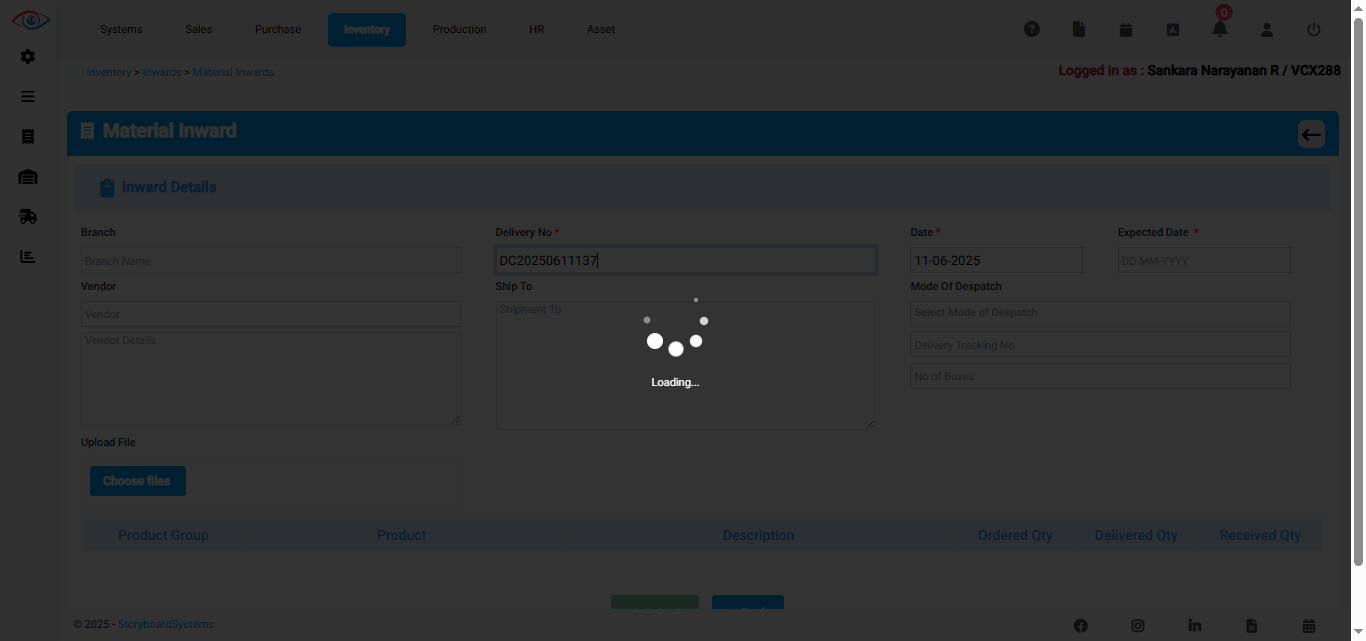 Systems Sales Purchase Inventory Production HR Asset 0
Inventory > Inwards > Material Inwards
Logged in as : Sankara Narayanan R / VCX288
Material Inward
Inward Details
Branch Delivery No * Date * Expected Date *
Branch Name DC20250611137 11-06-2025 DD-MM-YYYY
Vendor Ship To Mode Of Despatch
Vendor Shipment To Select Mode of Despatch
Vendor Details Delivery Tracking No
No of Boxes
Loading...
Upload File
Choose files
Product Group Product Description Ordered Qty Delivered Qty Received Qty
© 2025 - StoryboardSystems